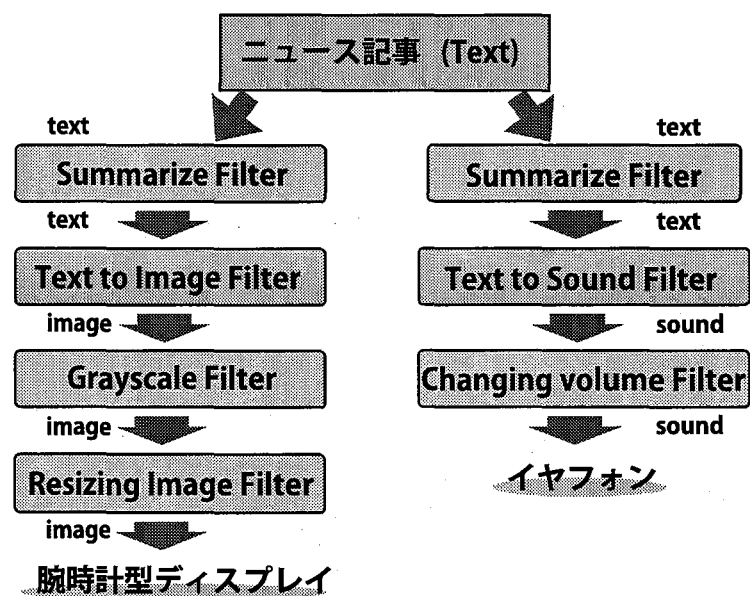 ニュース記事 (Text)
text
Summarize Filter
text
Text to Image Filter
image
Grayscale Filter
image
Resizing Image Filter
image
腕時計型ディスプレイ
text
Summarize Filter
text
Text to Sound Filter
sound
Changing volume Filter
sound
イヤフォン